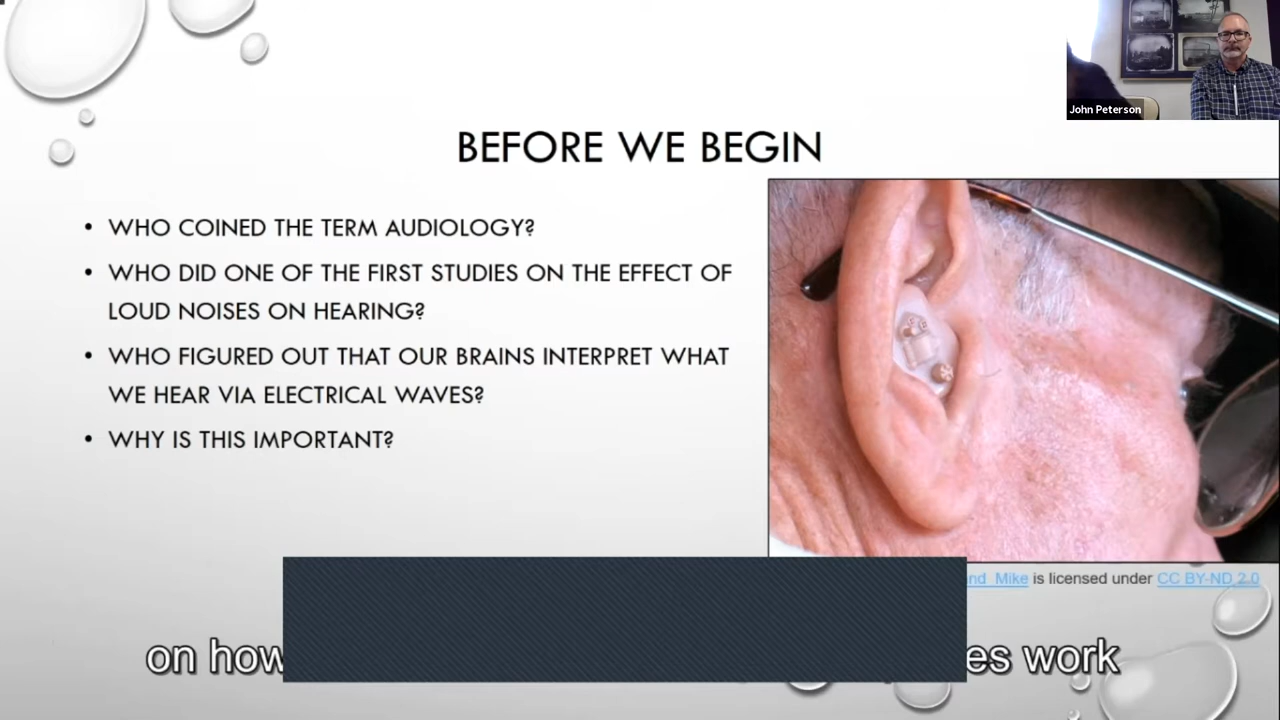 John Peterson
BEFORE WE BEGIN
• WHO COINED THE TERM AUDIOLOGY?
• WHO DID ONE OF THE FIRST STUDIES ON THE EFFECT OF
LOUD NOISES ON HEARING?
• WHO FIGURED OUT THAT OUR BRAINS INTERPRET WHAT
WE HEAR VIA ELECTRICAL WAVES?
• WHY IS THIS IMPORTANT?
Mike is licensed under CC BY-ND 2.0
on how work